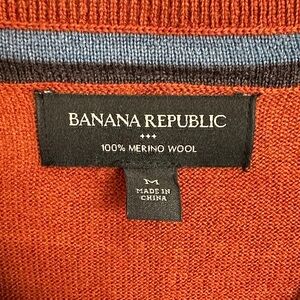 BANANA REPUBLIC
+++
100% MERINO WOOL
M
MADE IN
CHINA